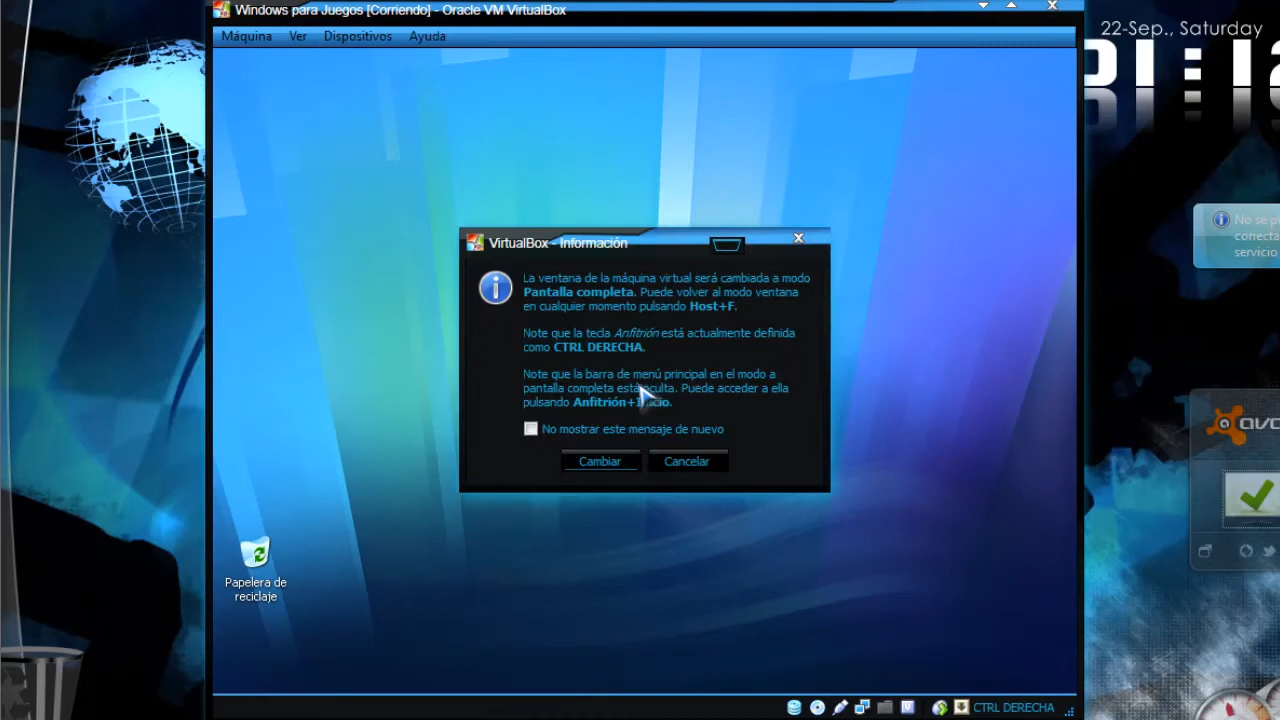 Windows para Juegos [Corriendo] - Oracle VM VirtualBox
22-Sep., Saturday
Máquina Ver Dispositivos Ayuda
VirtualBox - Información
La ventana de la máquina virtual será cambiada a modo
Pantalla completa. Puede volver al modo ventana
en cualquier momento pulsando Host+F.
Note que la tecla Anfitrión está actualmente definida
como CTRL DERECHA.
Note que la barra de menú principal en el modo a
pantalla completa está oculta. Puede acceder a ella
pulsando Anfitrión+Inicio.
No mostrar este mensaje de nuevo
Cambiar Cancelar
No se p
conecta
servicio
Papelera de
reciclaje
CTRL DERECHA